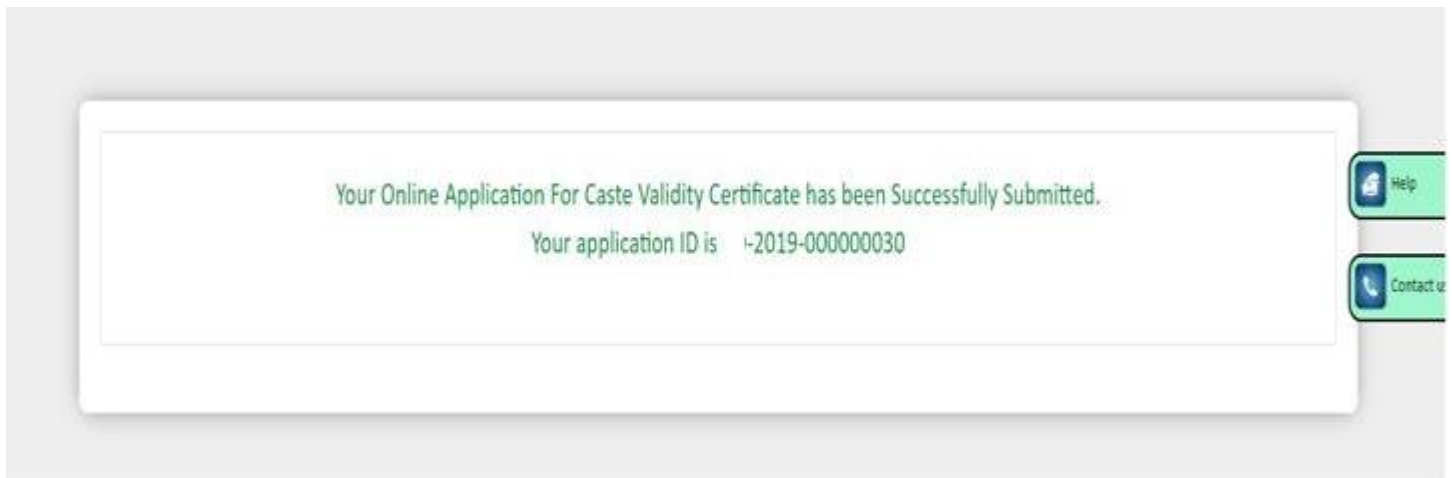 Your Online Application For Caste Validity Certificate has been Successfully Submitted.
Your application ID is -2019-000000030
Help
Contact us